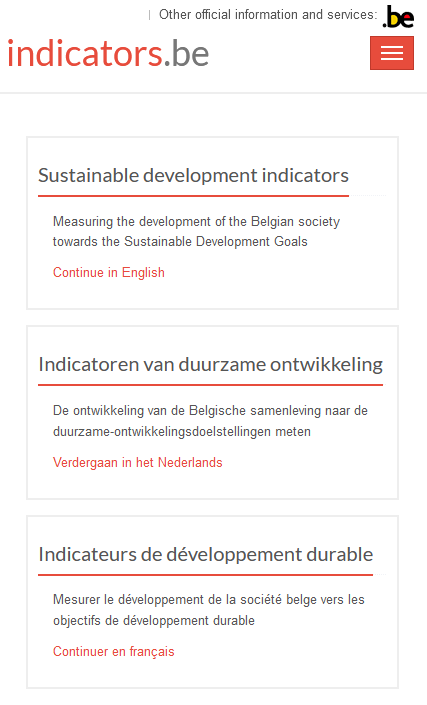 Other official information and services: .be
indicators.be
Sustainable development indicators
Measuring the development of the Belgian society
towards the Sustainable Development Goals
Continue in English
Indicatoren van duurzame ontwikkeling
De ontwikkeling van de Belgische samenleving naar de
duurzame-ontwikkelingsdoelstellingen meten
Verdergaan in het Nederlands
Indicateurs de développement durable
Mesurer le développement de la société belge vers les
objectifs de développement durable
Continuer en français